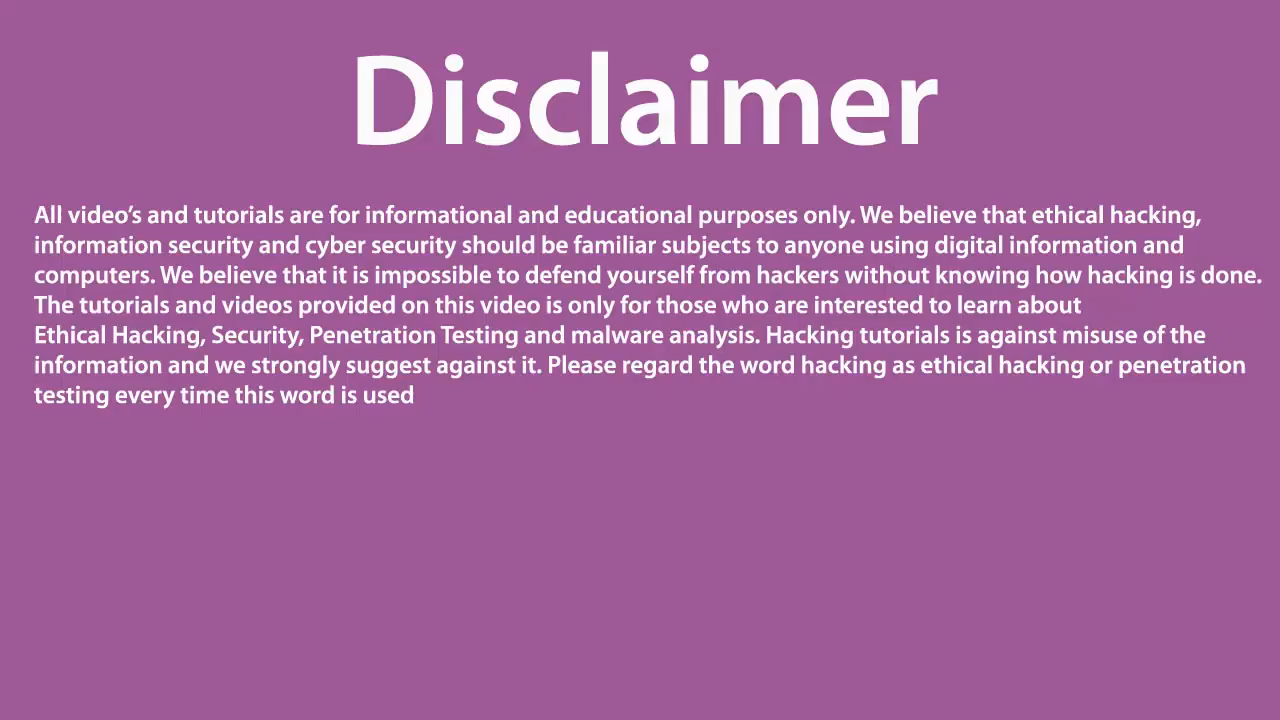 Disclaimer
All video’s and tutorials are for informational and educational purposes only. We believe that ethical hacking,
information security and cyber security should be familiar subjects to anyone using digital information and
computers. We believe that it is impossible to defend yourself from hackers without knowing how hacking is done.
The tutorials and videos provided on this video is only for those who are interested to learn about
Ethical Hacking, Security, Penetration Testing and malware analysis. Hacking tutorials is against misuse of the
information and we strongly suggest against it. Please regard the word hacking as ethical hacking or penetration
testing every time this word is used